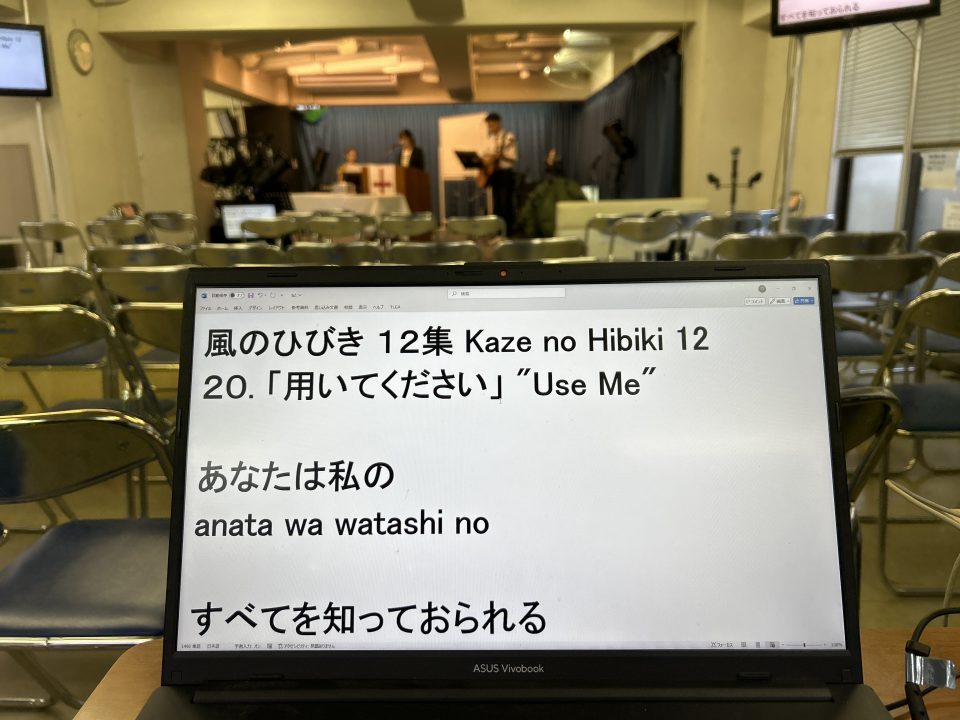 すべてを知っておられる
検索
風のひびき １２集 Kaze no Hibiki 12
２０．「用いてください」 "Use Me"
あなたは私の
anata wa watashi no
すべてを知っておられる
ASUS Vivobook